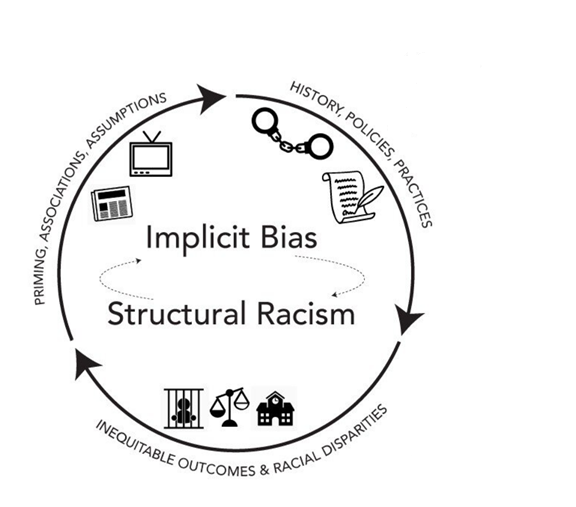 HISTORY, POLICIES, PRACTICES
PRIMING, ASSOCIATIONS, ASSUMPTIONS
Implicit Bias
Structural Racism
INEQUITABLE OUTCOMES & RACIAL DISPARITIES